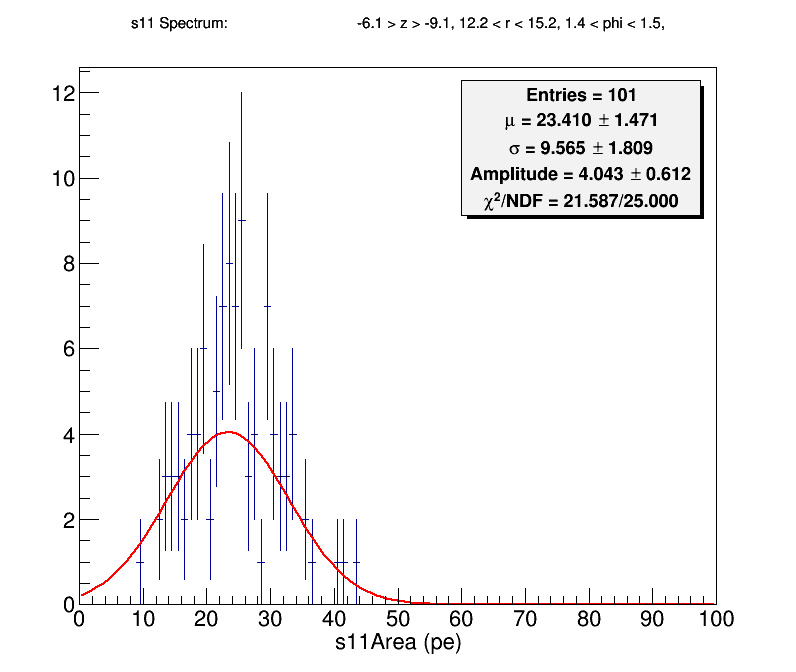 s11 Spectrum: -6.1 > z > -9.1, 12.2 < r < 15.2, 1.4 < phi < 1.5,
Entries = 101
μ = 23.410 ± 1.471
σ = 9.565 ± 1.809
Amplitude = 4.043 ± 0.612
χ²/NDF = 21.587/25.000
12
10
8
6
4
2
0
0 10 20 30 40 50 60 70 80 90 100
s11Area (pe)